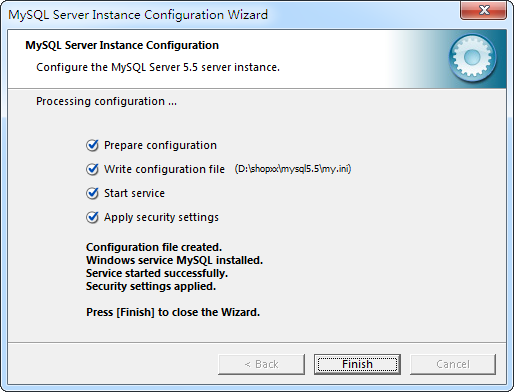 MySQL Server Instance Configuration Wizard
MySQL Server Instance Configuration
Configure the MySQL Server 5.5 server instance.
Processing configuration ...
Prepare configuration
Write configuration file (D:\shopxx\mysql5.5\my.ini)
Start service
Apply security settings
Configuration file created.
Windows service MySQL installed.
Service started successfully.
Security settings applied.
Press [Finish] to close the Wizard.
< Back Finish Cancel